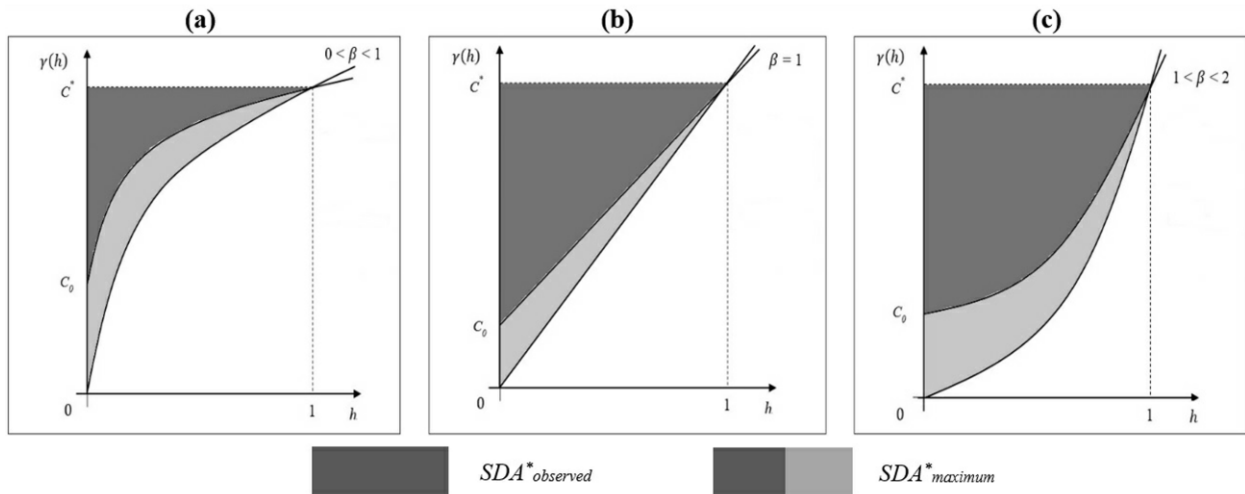 (a)
γ(h)
0 < β < 1
C*
C₀
0
1
h
(b)
γ(h)
β = 1
C*
C₀
0
1
h
(c)
γ(h)
1 < β < 2
C*
C₀
0
1
h
SDA*observed
SDA*maximum